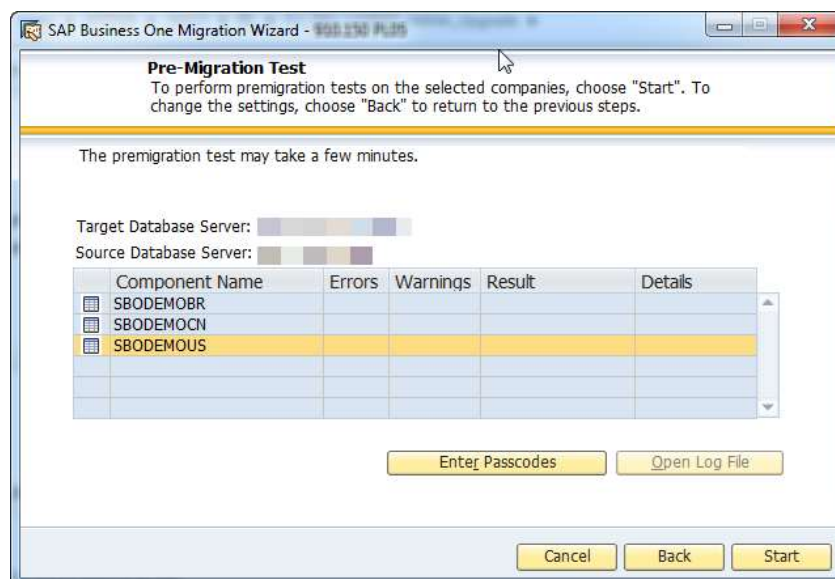 SAP Business One Migration Wizard -
Pre-Migration Test
To perform premigration tests on the selected companies, choose "Start". To
change the settings, choose "Back" to return to the previous steps.
The premigration test may take a few minutes.
Target Database Server:
Source Database Server:
Component Name Errors Warnings Result Details
SBODEMOBR
SBODEMOCN
SBODEMOUS
Enter Passcodes Open Log File
Cancel Back Start